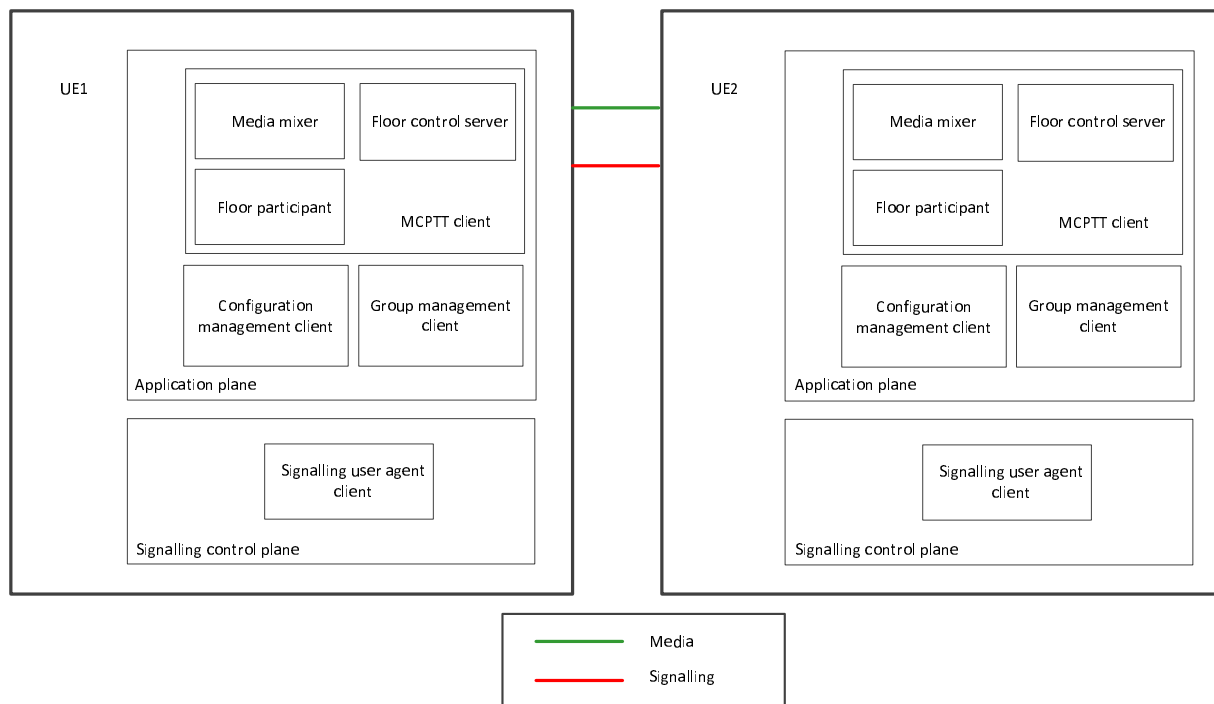 UE1
Media mixer
Floor control server
Floor participant
MCPTT client
Configuration
management client
Group management
client
Application plane
Signalling user agent
client
Signalling control plane
UE2
Media mixer
Floor control server
Floor participant
MCPTT client
Configuration
management client
Group management
client
Application plane
Signalling user agent
client
Signalling control plane
Media
Signalling